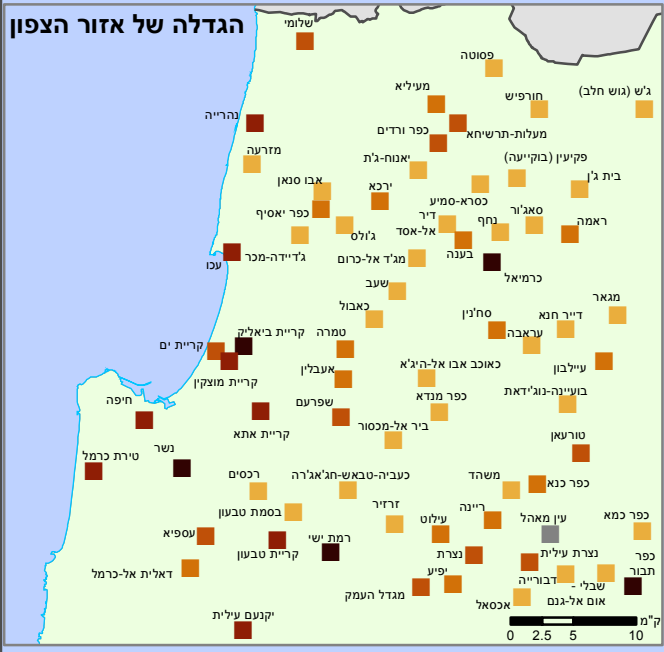 הגדלה של אזור הצפון
שלומי
פסוטה
ג'ש (גוש חלב)
מעיליא
חורפיש
נהרייה
מעלות-תרשיחא
כפר ורדים
מזרעה
יאנוח-ג'ת
פקיעין (בוקייעה)
בית ג'ן
אבו סנאן
ירכא
כסרא-סמיע
כפר יאסיף
ג'ולס
דיר
אל-אסד
נחף
סאג'ור
ראמה
ג'דיידה-מכר
בענה
עכו
מג'ד אל-כרום
כרמיאל
שעב
כאבול
מגאר
סח'נין
דייר חנא
עראבה
קריית ביאליק
קריית ים
טמרה
קריית מוצקין
אעבלין
כאוכב אבו אל-היג'א
עיילבון
חיפה
שפרעם
כפר מנדא
בועיינה-נוג'ידאת
קריית אתא
ביר אל-מכסור
נשר
טורעאן
טירת כרמל
רכסים
כעביה-טבאש-חג'אג'רה
משהד
כפר כנא
בסמת טבעון
זרזיר
ריינה
עין מאהל
כפר כמא
עספיא
קריית טבעון
רמת ישי
עילוט
נצרת
נצרת עילית
כפר
תבור
דאלית אל-כרמל
יפיע
דבורייה
שבלי -
אום אל-גנם
מגדל העמק
אכסאל
יקנעם עילית
ק"מ
0 2.5 5 10